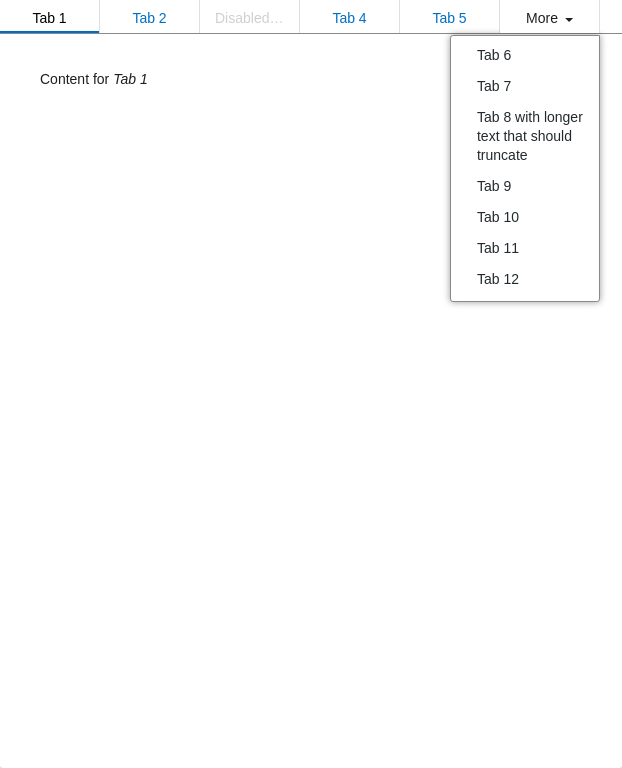 Tab 1
Tab 2
Disabled…
Tab 4
Tab 5
More
Tab 6
Content for Tab 1
Tab 7
Tab 8 with longer
text that should
truncate
Tab 9
Tab 10
Tab 11
Tab 12